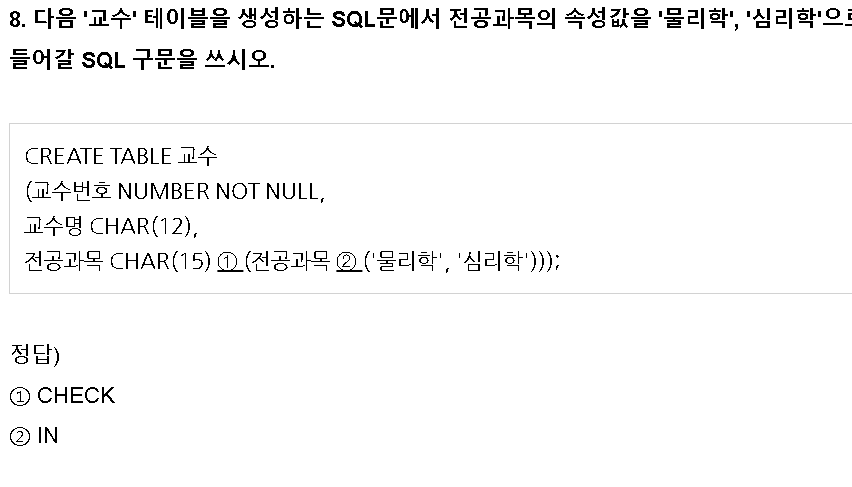 8. 다음 '교수' 테이블을 생성하는 SQL문에서 전공과목의 속성값을 '물리학', '심리학'으
들어갈 SQL 구문을 쓰시오.
CREATE TABLE 교수
(교수번호 NUMBER NOT NULL,
교수명 CHAR(12),
전공과목 CHAR(15) ① (전공과목 ② ('물리학', '심리학')));
정답)
① CHECK
② IN